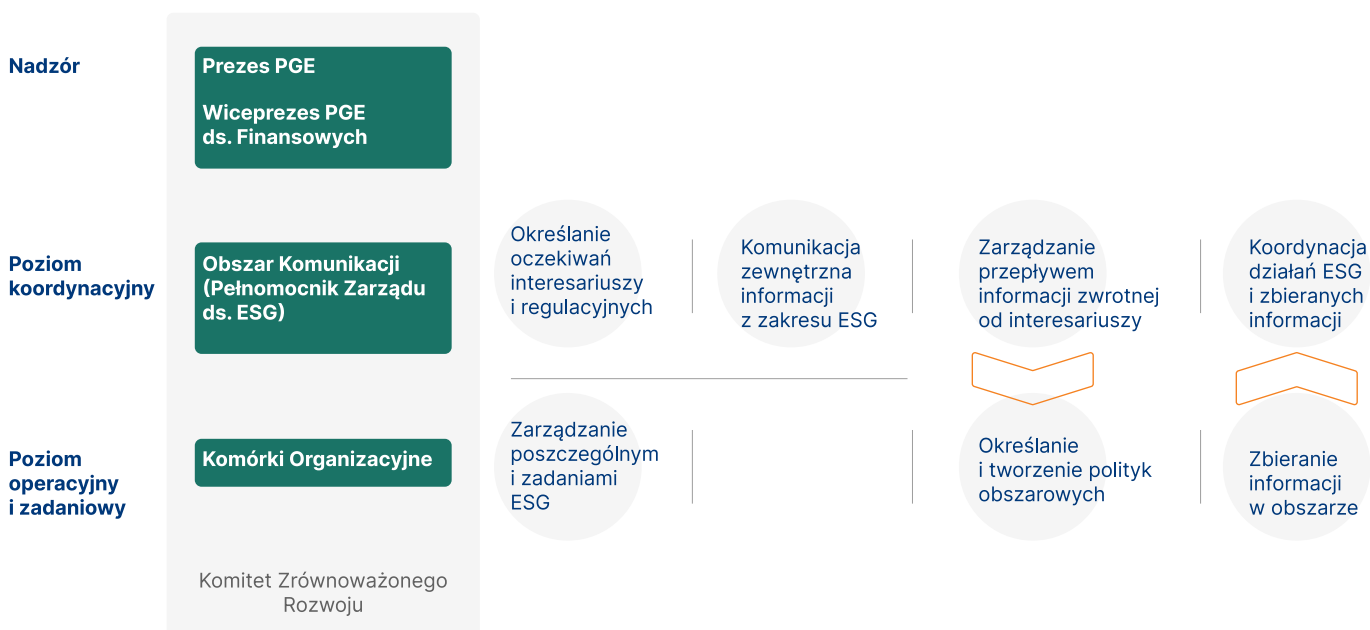 Nadzór
Prezes PGE
Wiceprezes PGE
ds. Finansowych
Poziom
koordynacyjny
Obszar Komunikacji
(Pełnomocnik Zarządu
ds. ESG)
Określanie
oczekiwań
interesariuszy
i regulacyjnych
Komunikacja
zewnętrzna
informacji
z zakresu ESG
Zarządzanie
przepływem
informacji zwrotnej
od interesariuszy
Koordynacja
działań ESG
i zbieranych
informacji
Poziom
operacyjny
i zadaniowy
Komórki Organizacyjne
Zarządzanie
poszczególnym
i zadaniami
ESG
Określanie
i tworzenie polityk
obszarowych
Zbieranie
informacji
w obszarze
Komitet Zrównoważonego
Rozwoju